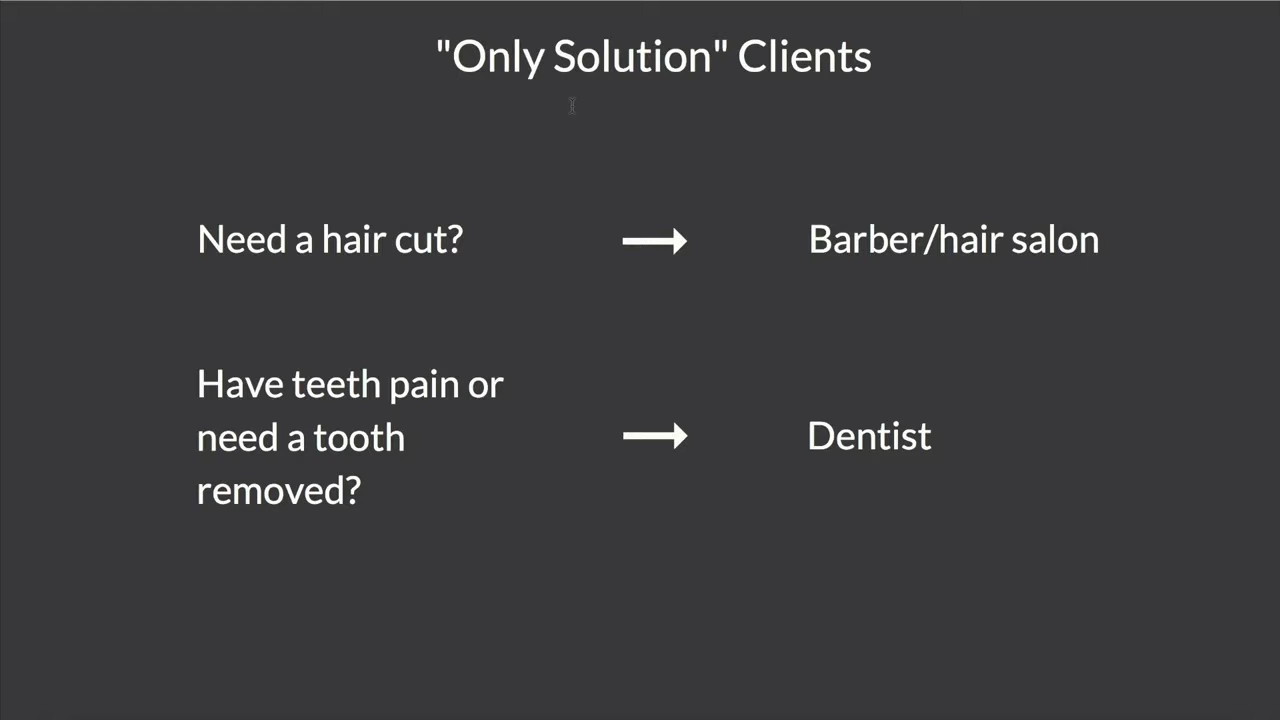 "Only Solution" Clients
Need a hair cut?
Barber/hair salon
Have teeth pain or
need a tooth
removed?
Dentist